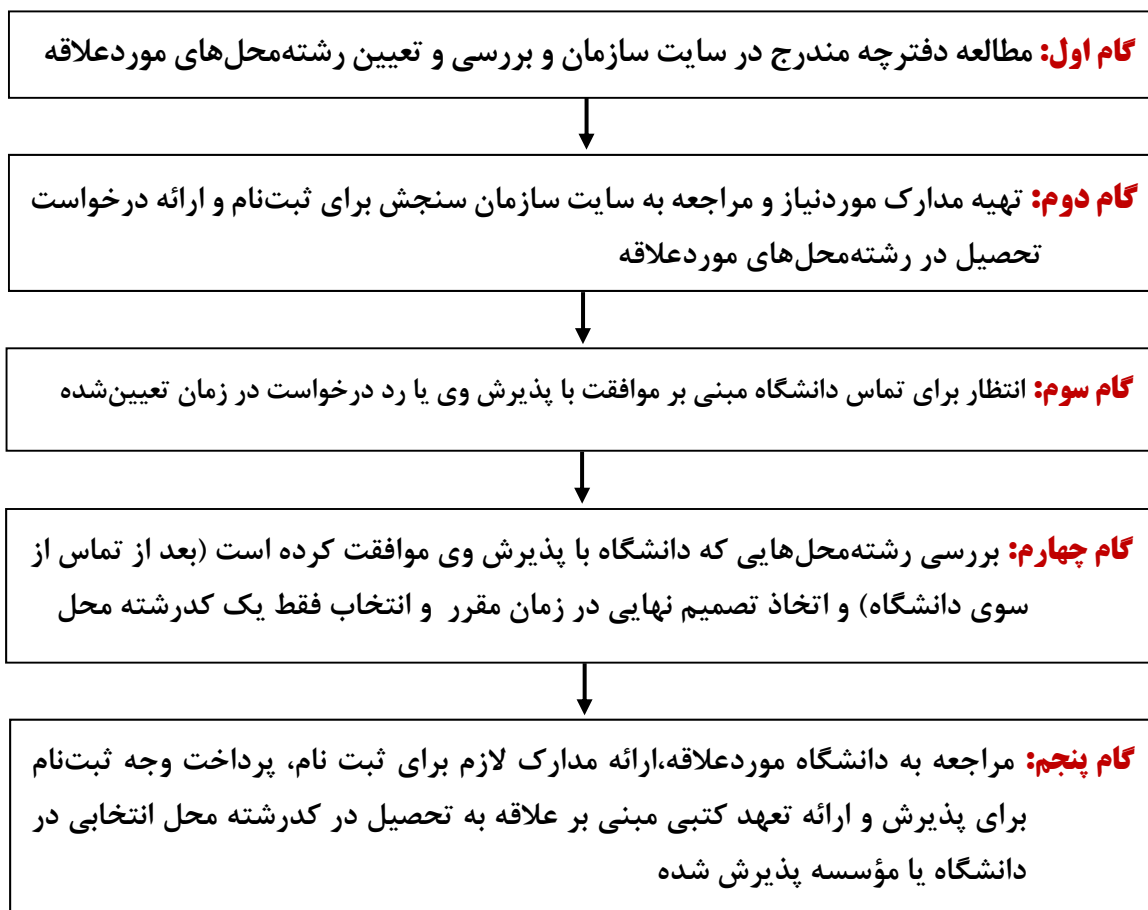 گام اول: مطالعه دفترچه مندرج در سایت سازمان و بررسی و تعیین رشته‌محل‌های موردعلاقه
گام دوم: تهیه مدارک موردنیاز و مراجعه به سایت سازمان سنجش برای ثبت‌نام و ارائه درخواست
تحصیل در رشته‌محل‌های موردعلاقه
گام سوم: انتظار برای تماس دانشگاه مبنی بر موافقت با پذیرش وی یا رد درخواست در زمان تعیین‌شده
گام چهارم: بررسی رشته‌محل‌هایی که دانشگاه با پذیرش وی موافقت کرده است (بعد از تماس از
سوی دانشگاه) و اتخاذ تصمیم نهایی در زمان مقرر و انتخاب فقط یک کدرشته محل
گام پنجم: مراجعه به دانشگاه موردعلاقه،ارائه مدارک لازم برای ثبت نام، پرداخت وجه ثبت‌نام
برای پذیرش و ارائه تعهد کتبی مبنی بر علاقه به تحصیل در کدرشته محل انتخابی در
دانشگاه یا مؤسسه پذیرش شده